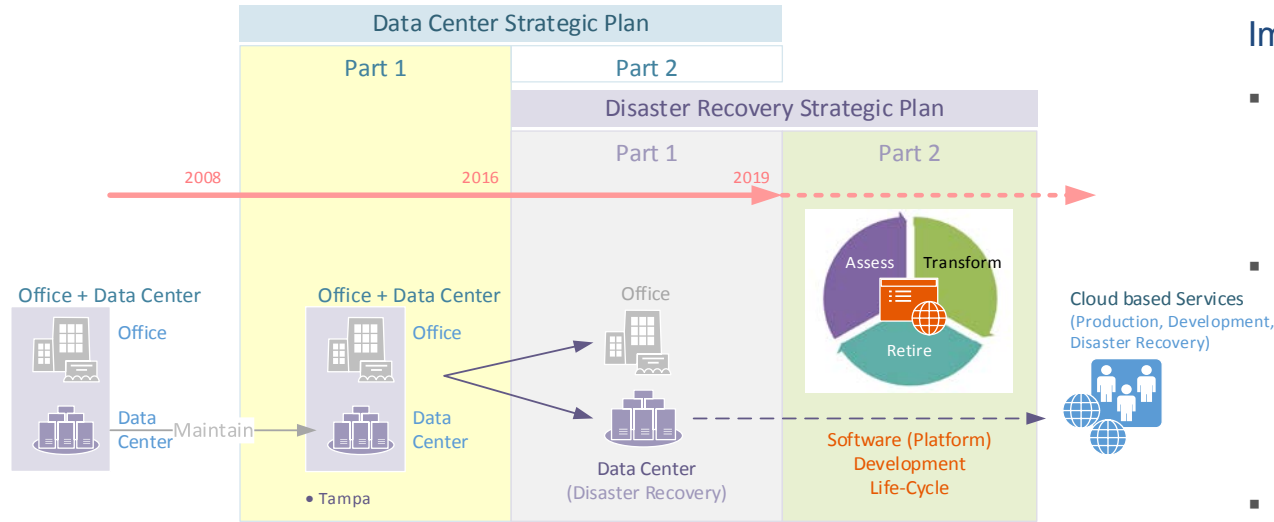 Data Center Strategic Plan
Part 1
Part 2
Disaster Recovery Strategic Plan
Part 1
Part 2
2008
2016
2019
Office + Data Center
Office
Data
Center
Maintain
Office + Data Center
Office
Data
Center
• Tampa
Office
Data Center
(Disaster Recovery)
Assess
Transform
Retire
Software (Platform)
Development
Life-Cycle
Cloud based Services
(Production, Development,
Disaster Recovery)